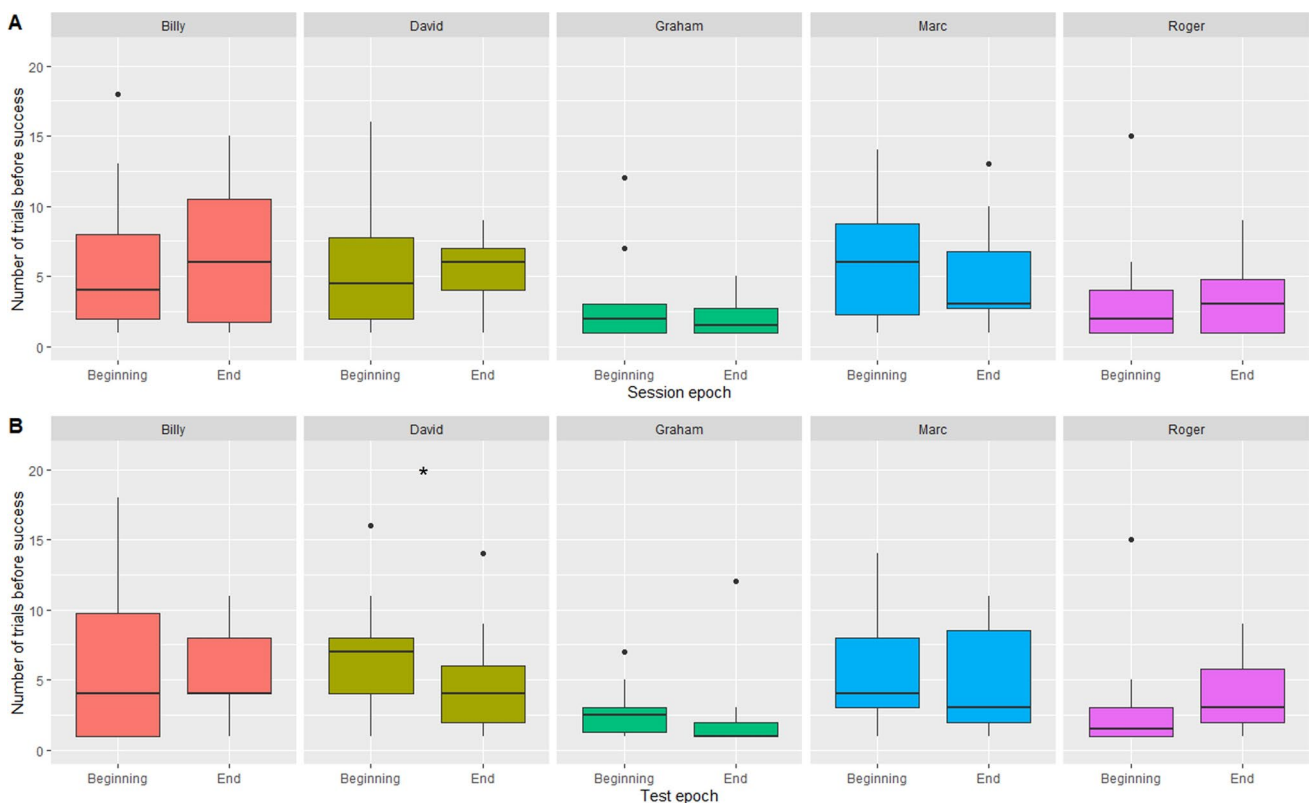 A
Billy David Graham Marc Roger
Number of trials before success
20
15
10
5
0
Beginning End Beginning End Beginning End Beginning End Beginning End
Session epoch
B
Billy David Graham Marc Roger
Number of trials before success
20
15
10
5
0
*
Beginning End Beginning End Beginning End Beginning End Beginning End
Test epoch